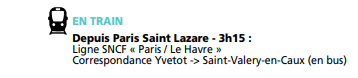 EN TRAIN
Depuis Paris Saint Lazare - 3h15 :
Ligne SNCF « Paris / Le Havre »
Correspondance Yvetot -> Saint-Valery-en-Caux (en bus)